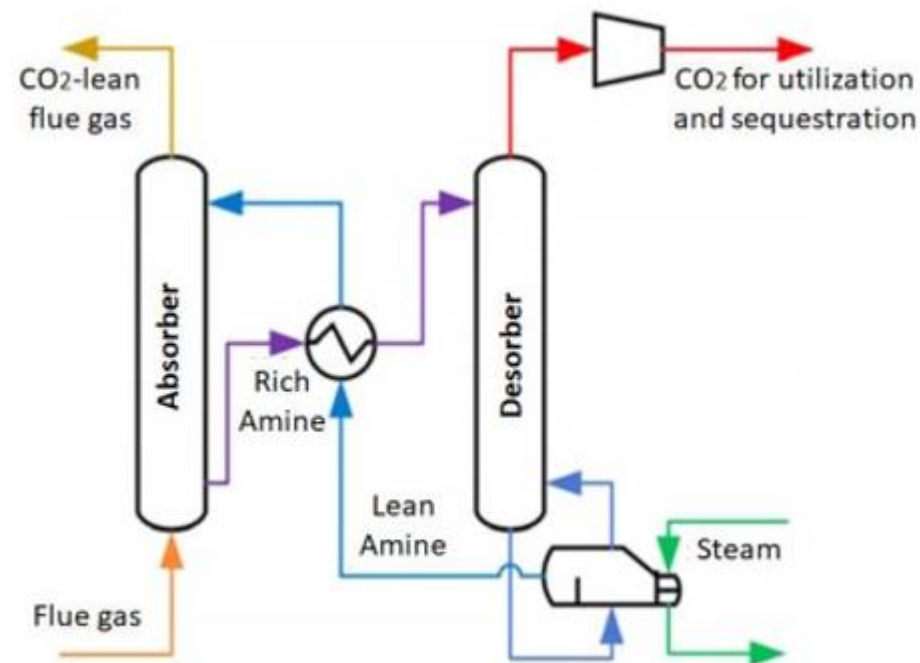 CO2-lean
flue gas
CO2 for utilization
and sequestration
Absorber
Desorber
Rich
Amine
Lean
Amine
Steam
Flue gas